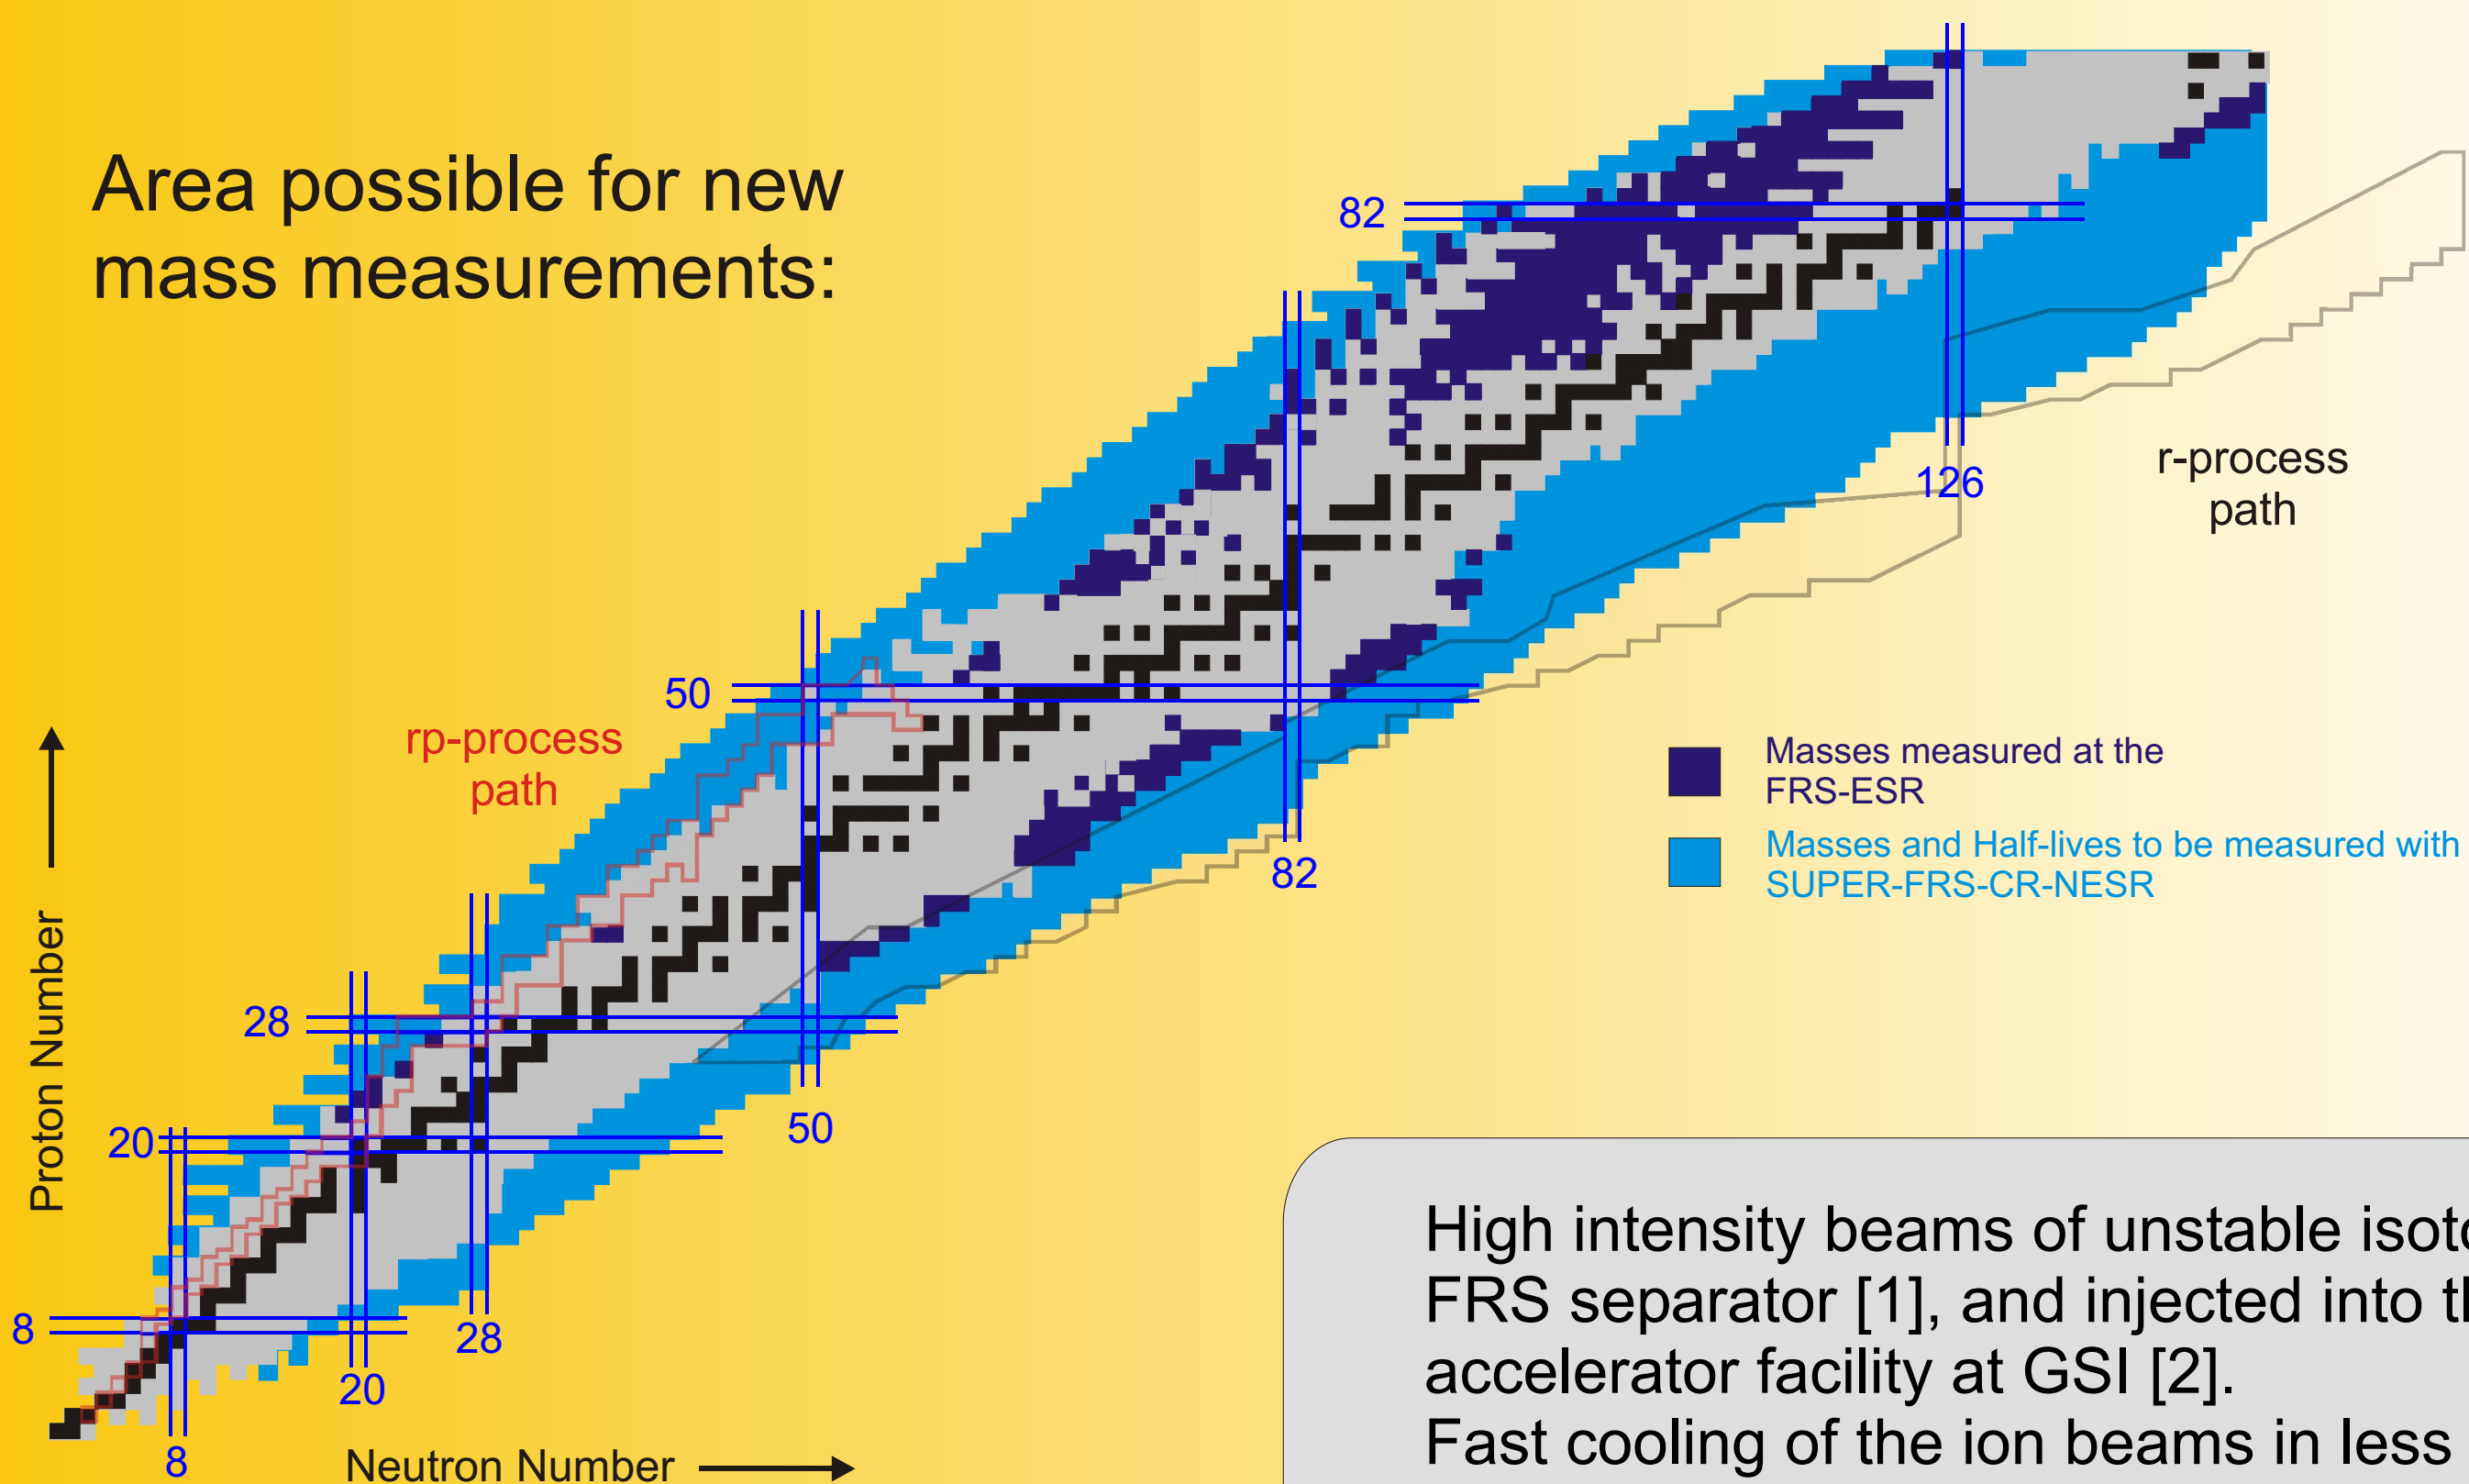 Area possible for new
mass measurements:
82
126
r-process
path
50
rp-process
path
82
Masses measured at the
FRS-ESR
Masses and Half-lives to be measured with
SUPER-FRS-CR-NESR
28
50
20
8
28
20
8
Proton Number
Neutron Number
High intensity beams of unstable
FRS separator [1], and injected into
accelerator facility at GSI [2].
Fast cooling of the ion beams in less